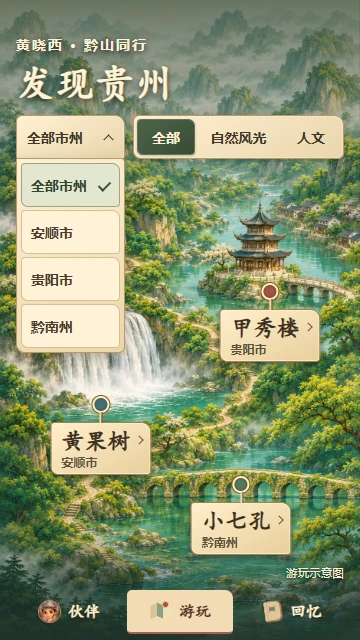 黄晓西 • 黔山同行
发现贵州
全部市州
全部 自然风光 人文
全部市州
安顺市
贵阳市
黔南州
甲秀楼
贵阳市
黄果树
安顺市
小七孔
黔南州
游玩示意图
伙伴 游玩 回忆